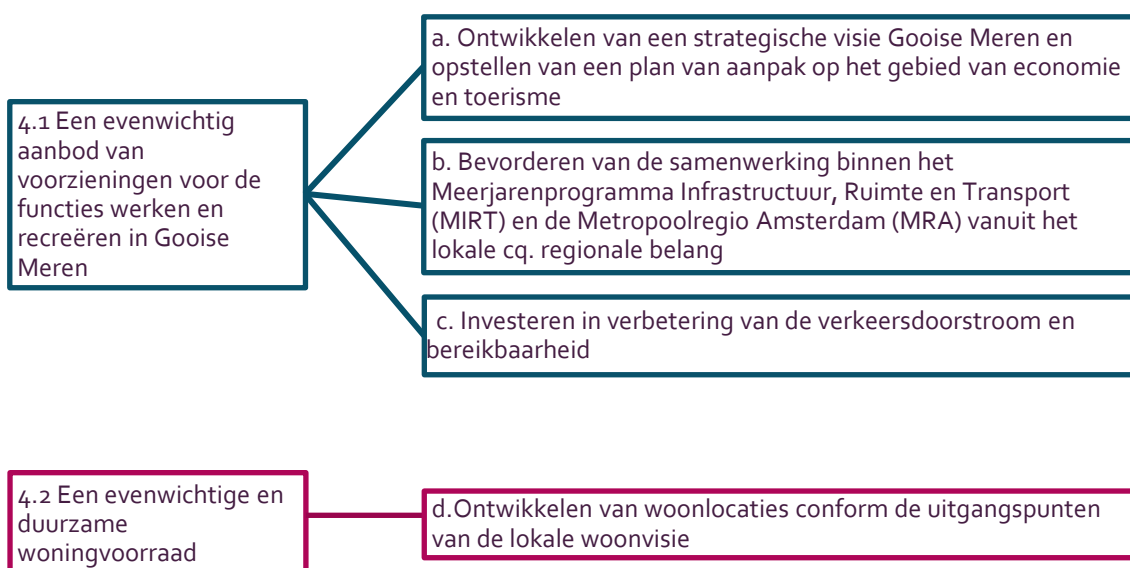 4.1 Een evenwichtig
aanbod van
voorzieningen voor de
functies werken en
recreëren in Gooise
Meren
a. Ontwikkelen van een strategische visie Gooise Meren en
opstellen van een plan van aanpak op het gebied van economie
en toerisme
b. Bevorderen van de samenwerking binnen het
Meerjarenprogramma Infrastructuur, Ruimte en Transport
(MIRT) en de Metropoolregio Amsterdam (MRA) vanuit het
lokale cq. regionale belang
c. Investeren in verbetering van de verkeersdoorstroom en
bereikbaarheid
4.2 Een evenwichtige en
duurzame
woningvoorraad
d.Ontwikkelen van woonlocaties conform de uitgangspunten
van de lokale woonvisie